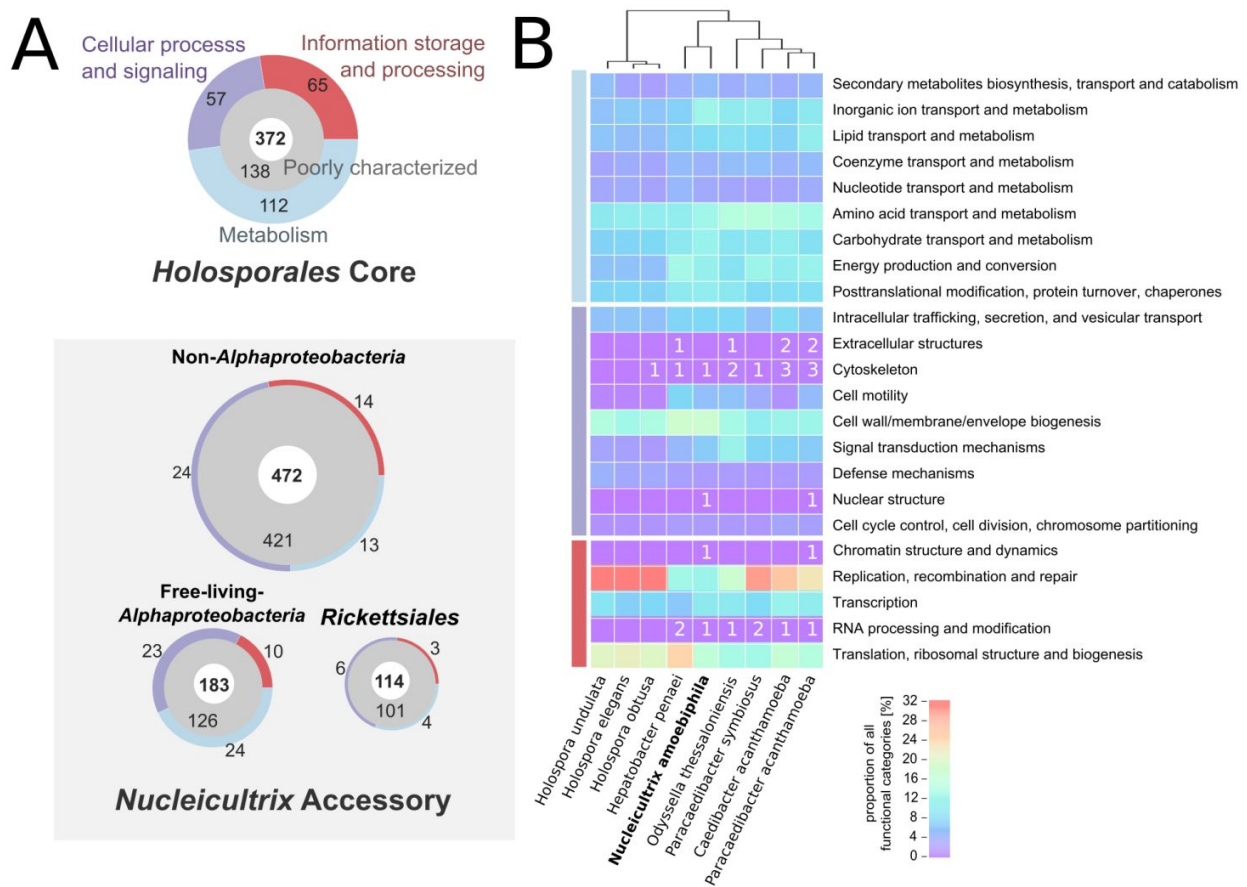 A
Cellular processs
and signaling
Information storage
and processing
57
65
372
138
Poorly characterized
112
Metabolism
Holosporales Core
Non-Alphaproteobacteria
14
24
472
421
13
Free-living-
Alphaproteobacteria
23
10
183
126
24
Rickettsiales
6
3
114
101
4
Nucleicultrix Accessory
B
Secondary metabolites biosynthesis, transport and catabolism
Inorganic ion transport and metabolism
Lipid transport and metabolism
Coenzyme transport and metabolism
Nucleotide transport and metabolism
Amino acid transport and metabolism
Carbohydrate transport and metabolism
Energy production and conversion
Posttranslational modification, protein turnover, chaperones
Intracellular trafficking, secretion, and vesicular transport
1 1 2 2 Extracellular structures
1 1 1 2 1 3 3 Cytoskeleton
Cell motility
Cell wall/membrane/envelope biogenesis
Signal transduction mechanisms
Defense mechanisms
1 1 Nuclear structure
Cell cycle control, cell division, chromosome partitioning
1 1 Chromatin structure and dynamics
Replication, recombination and repair
Transcription
2 1 1 2 1 1 RNA processing and modification
Translation, ribosomal structure and biogenesis
Holospora undulata
Holospora elegans
Holospora obtusa
Hepatobacter penaei
Nucleicultrix amoebiphila
Odyssella thessaloniensis
Paracaedibacter symbiosus
Caedibacter acanthamoeba
Paracaedibacter acanthamoeba
proportion of all
functional categories [%]
32
28
24
20
16
12
8
4
0